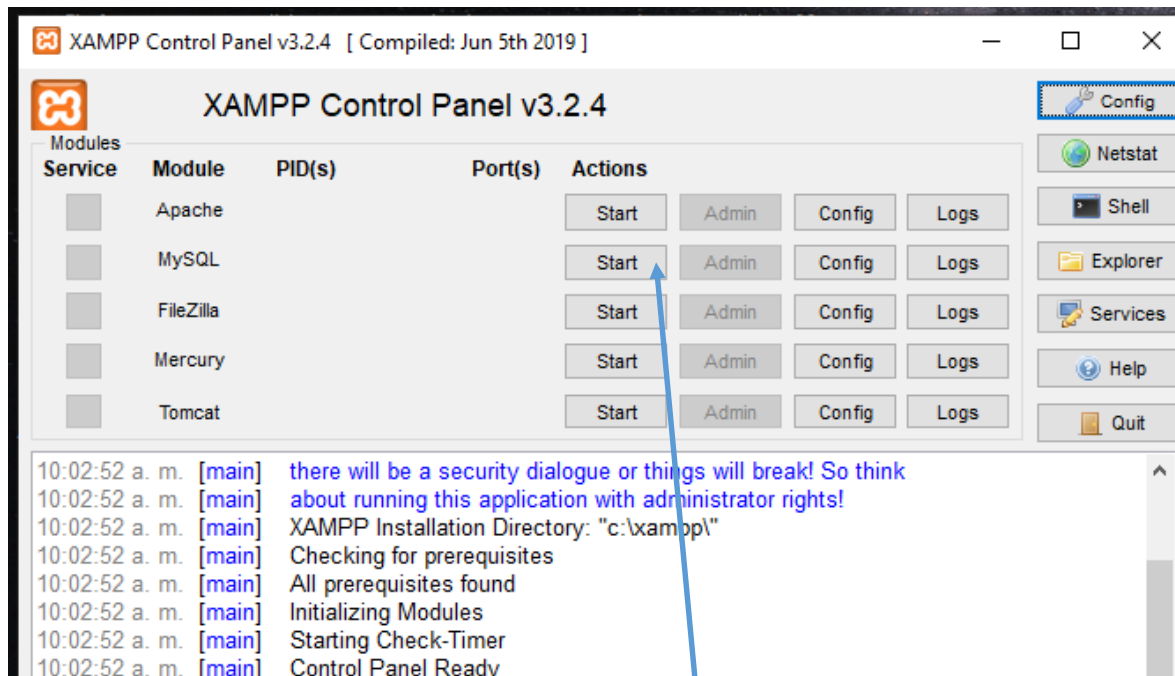 XAMPP Control Panel v3.2.4 [ Compiled: Jun 5th 2019 ]
XAMPP Control Panel v3.2.4
Config
Modules
Netstat
Service Module PID(s) Port(s) Actions
Apache Start Admin Config Logs
Shell
MySQL Start Admin Config Logs
Explorer
FileZilla Start Admin Config Logs
Services
Mercury Start Admin Config Logs
Help
Tomcat Start Admin Config Logs
Quit
10:02:52 a. m. [main] there will be a security dialogue or things will break! So think
10:02:52 a. m. [main] about running this application with administrator rights!
10:02:52 a. m. [main] XAMPP Installation Directory: "c:\xampp\"
10:02:52 a. m. [main] Checking for prerequisites
10:02:52 a. m. [main] All prerequisites found
10:02:52 a. m. [main] Initializing Modules
10:02:52 a. m. [main] Starting Check-Timer
10:02:52 a. m. [main] Control Panel Ready